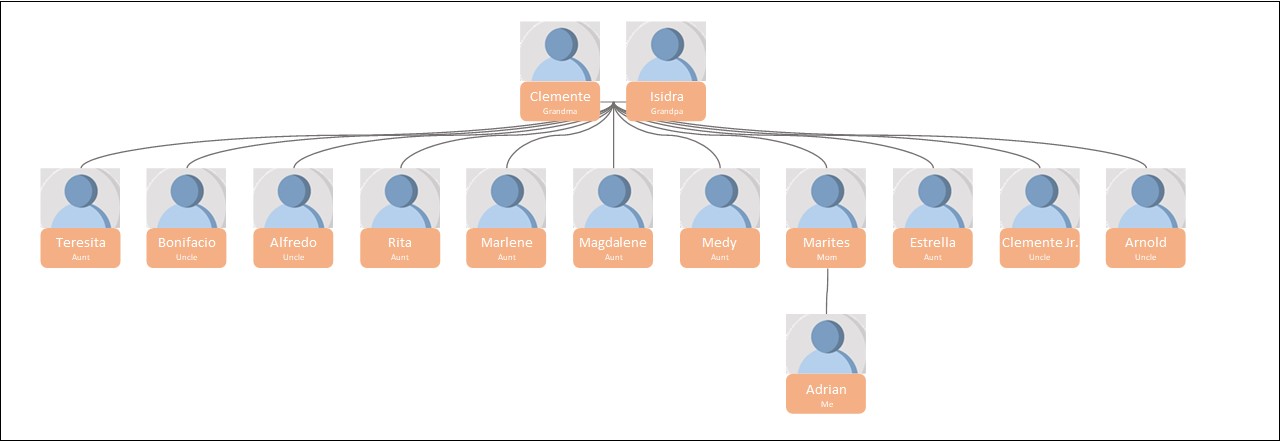 Clemente
Grandma
Isidra
Grandpa
Teresita
Aunt
Bonifacio
Uncle
Alfredo
Uncle
Rita
Aunt
Marlene
Aunt
Magdalene
Aunt
Medy
Aunt
Marites
Mom
Estrella
Aunt
Clemente Jr.
Uncle
Arnold
Uncle
Adrian
Me